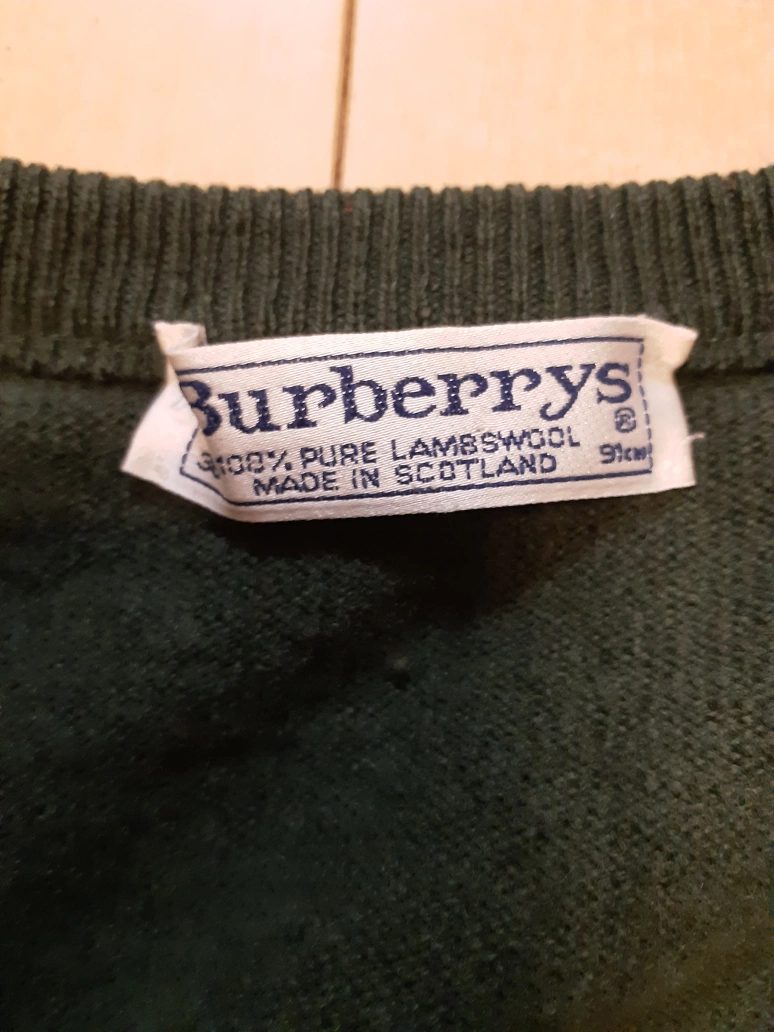 Burberrys
®
100% PURE LAMBSWOOL
91cm
MADE IN SCOTLAND